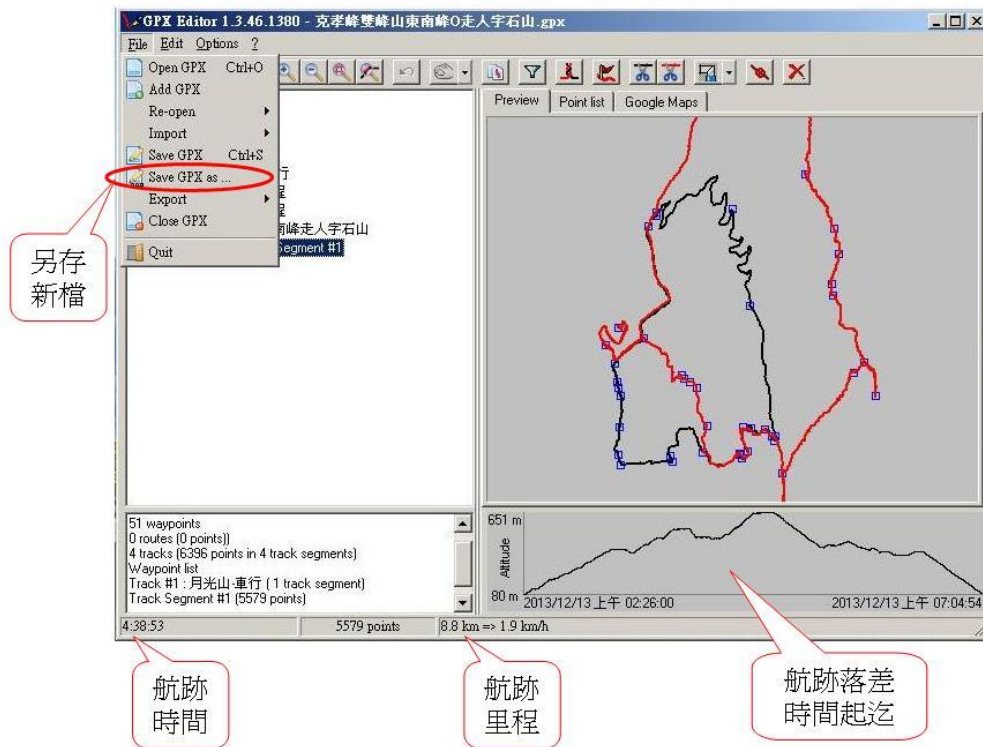 GPX Editor 1.3.46.1380 - 克孝峰雙峰山東南峰O走人字石山.gpx
File Edit Options ?
Open GPX Ctrl+O
Add GPX
Re-open
Import
Save GPX Ctrl+S
Save GPX as ...
Export
Close GPX
Quit
行
程
程
南峰走人字石山
Segment #1
另存
新檔
Preview Point list Google Maps
51 waypoints
0 routes (0 points))
4 tracks (6396 points in 4 track segments)
Waypoint list
Track #1 : 月光山-車行 ( 1 track segment)
Track Segment #1 (5579 points)
651 m
Altitude
80 m
2013/12/13 上午 02:26:00 2013/12/13 上午 07:04:54
4:38:53 5579 points 8.8 km => 1.9 km/h
航跡
時間
航跡
里程
航跡落差
時間起迄